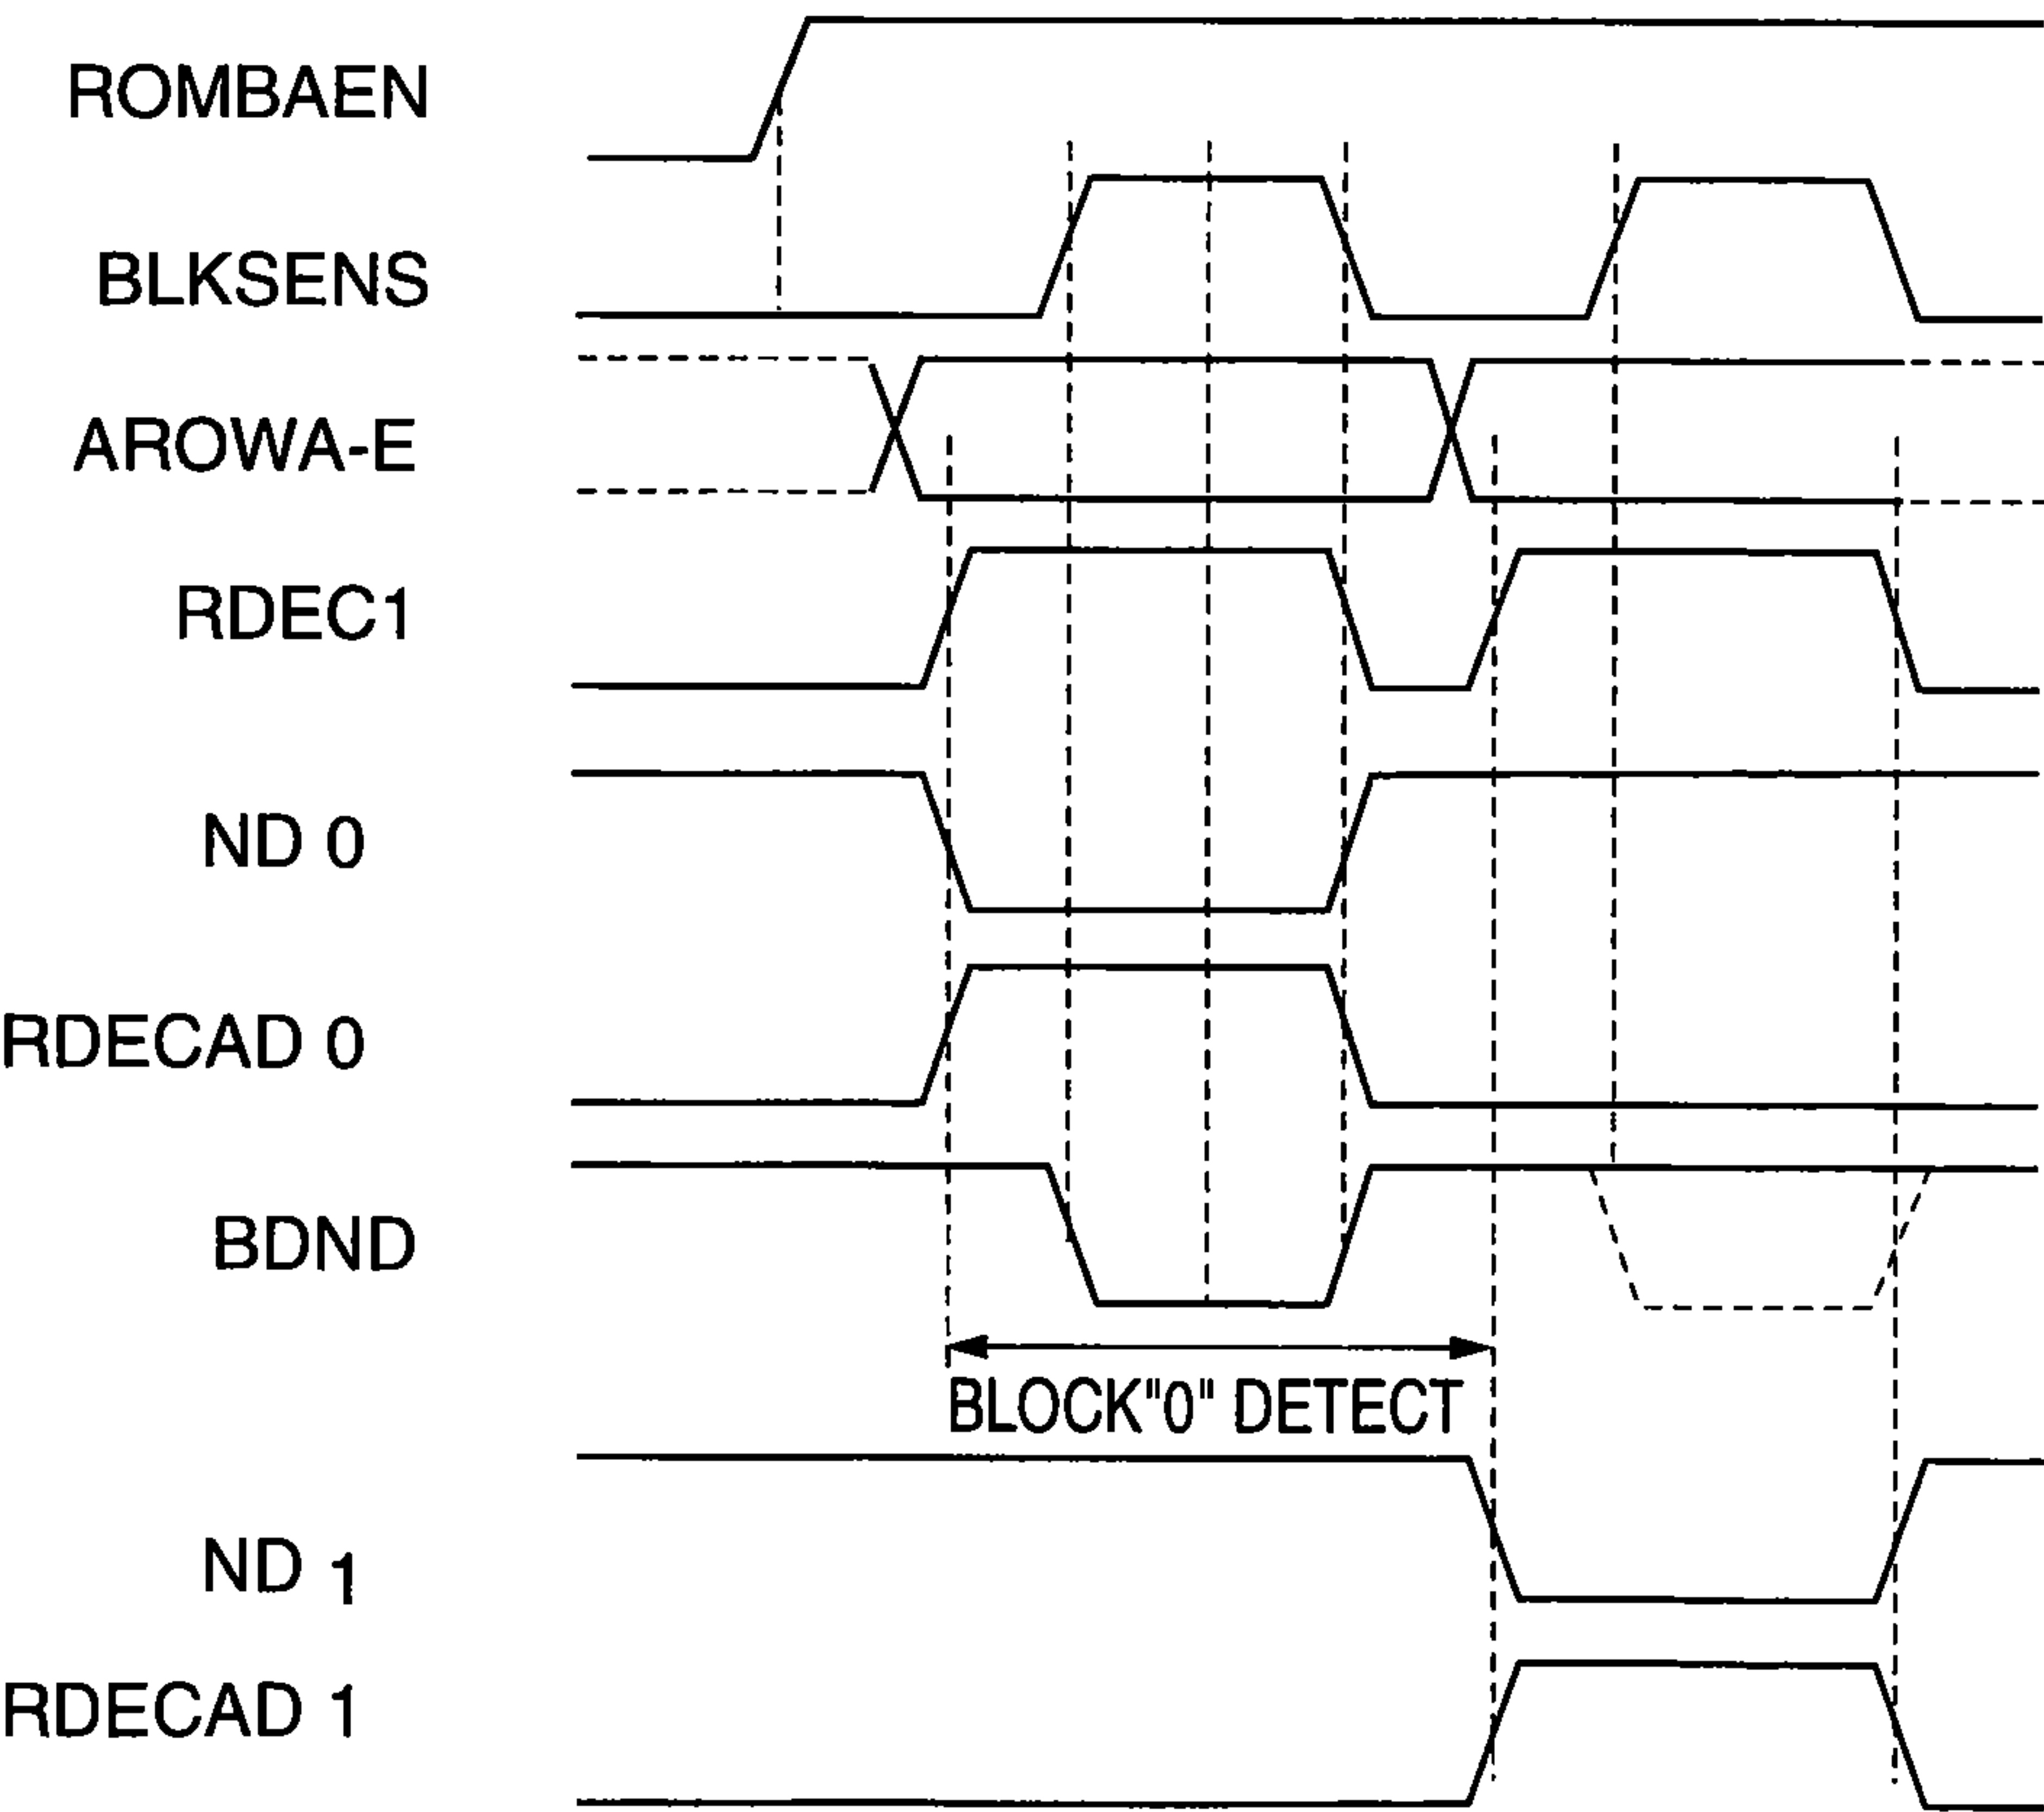 ROMBAEN
BLKSENS
AROWA-E
RDEC1
ND 0
RDECAD 0
BDND
BLOCK"0" DETECT
ND 1
RDECAD 1